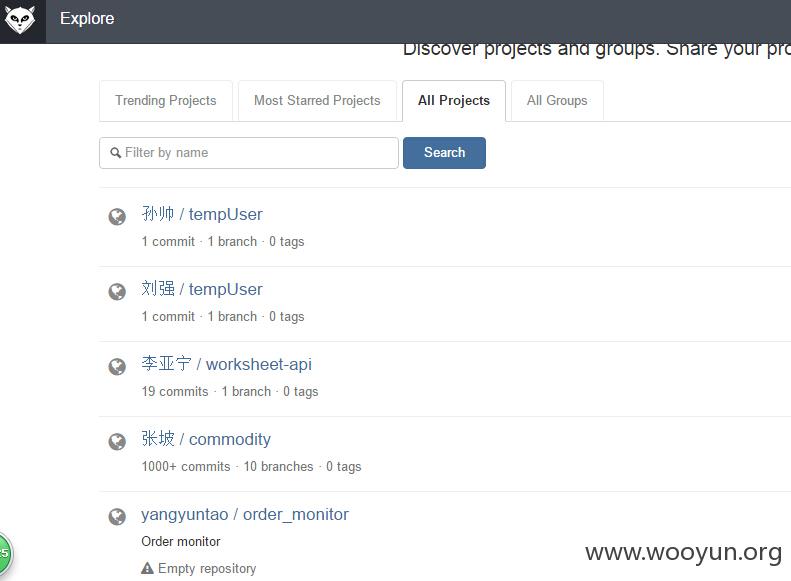 Explore
Discover projects and groups. Share your pro
Trending Projects
Most Starred Projects
All Projects
All Groups
Filter by name
Search
孙帅 / tempUser
1 commit · 1 branch · 0 tags
刘强 / tempUser
1 commit · 1 branch · 0 tags
李亚宁 / worksheet-api
19 commits · 1 branch · 0 tags
张坡 / commodity
1000+ commits · 10 branches · 0 tags
yangyuntao / order_monitor
Order monitor
Empty repository
25
www.wooyun.org